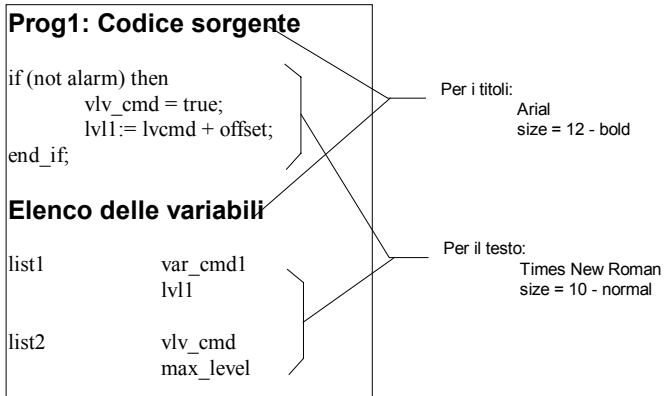 Prog1: Codice sorgente
if (not alarm) then
vlv_cmd = true;
lvl1:= lvcmd + offset;
end_if;
Elenco delle variabili
list1 var_cmd1
lvl1
list2 vlv_cmd
max_level
Per i titoli:
Arial
size = 12 - bold
Per il testo:
Times New Roman
size = 10 - normal